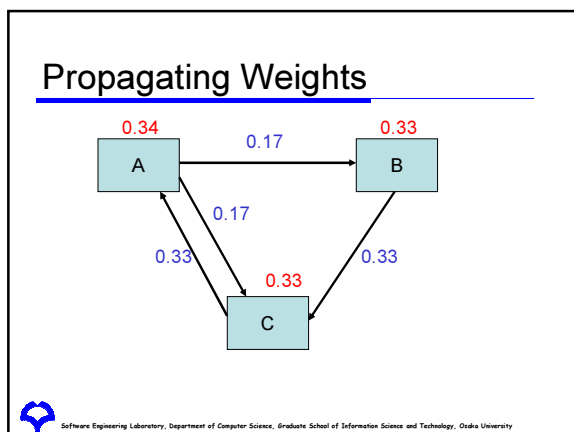 Propagating Weights
0.34
0.33
0.17
A
B
0.17
0.33
0.33
0.33
C
Software Engineering Laboratory, Department of Computer Science, Graduate School of Information Science and Technology, Osaka University